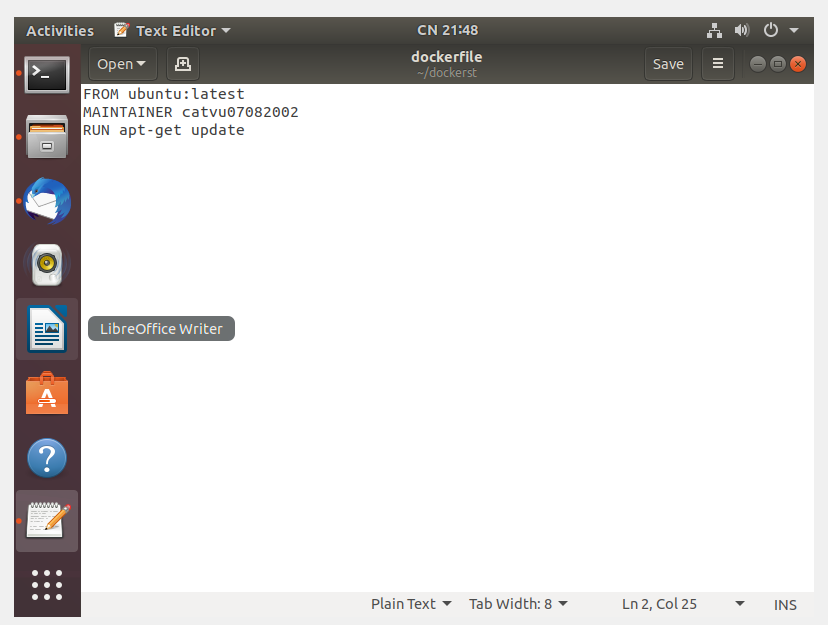 Activities Text Editor CN 21:48
Open dockerfile Save
~/dockerst
FROM ubuntu:latest
MAINTAINER catvu07082002
RUN apt-get update
LibreOffice Writer
Plain Text Tab Width: 8 Ln 2, Col 25 INS